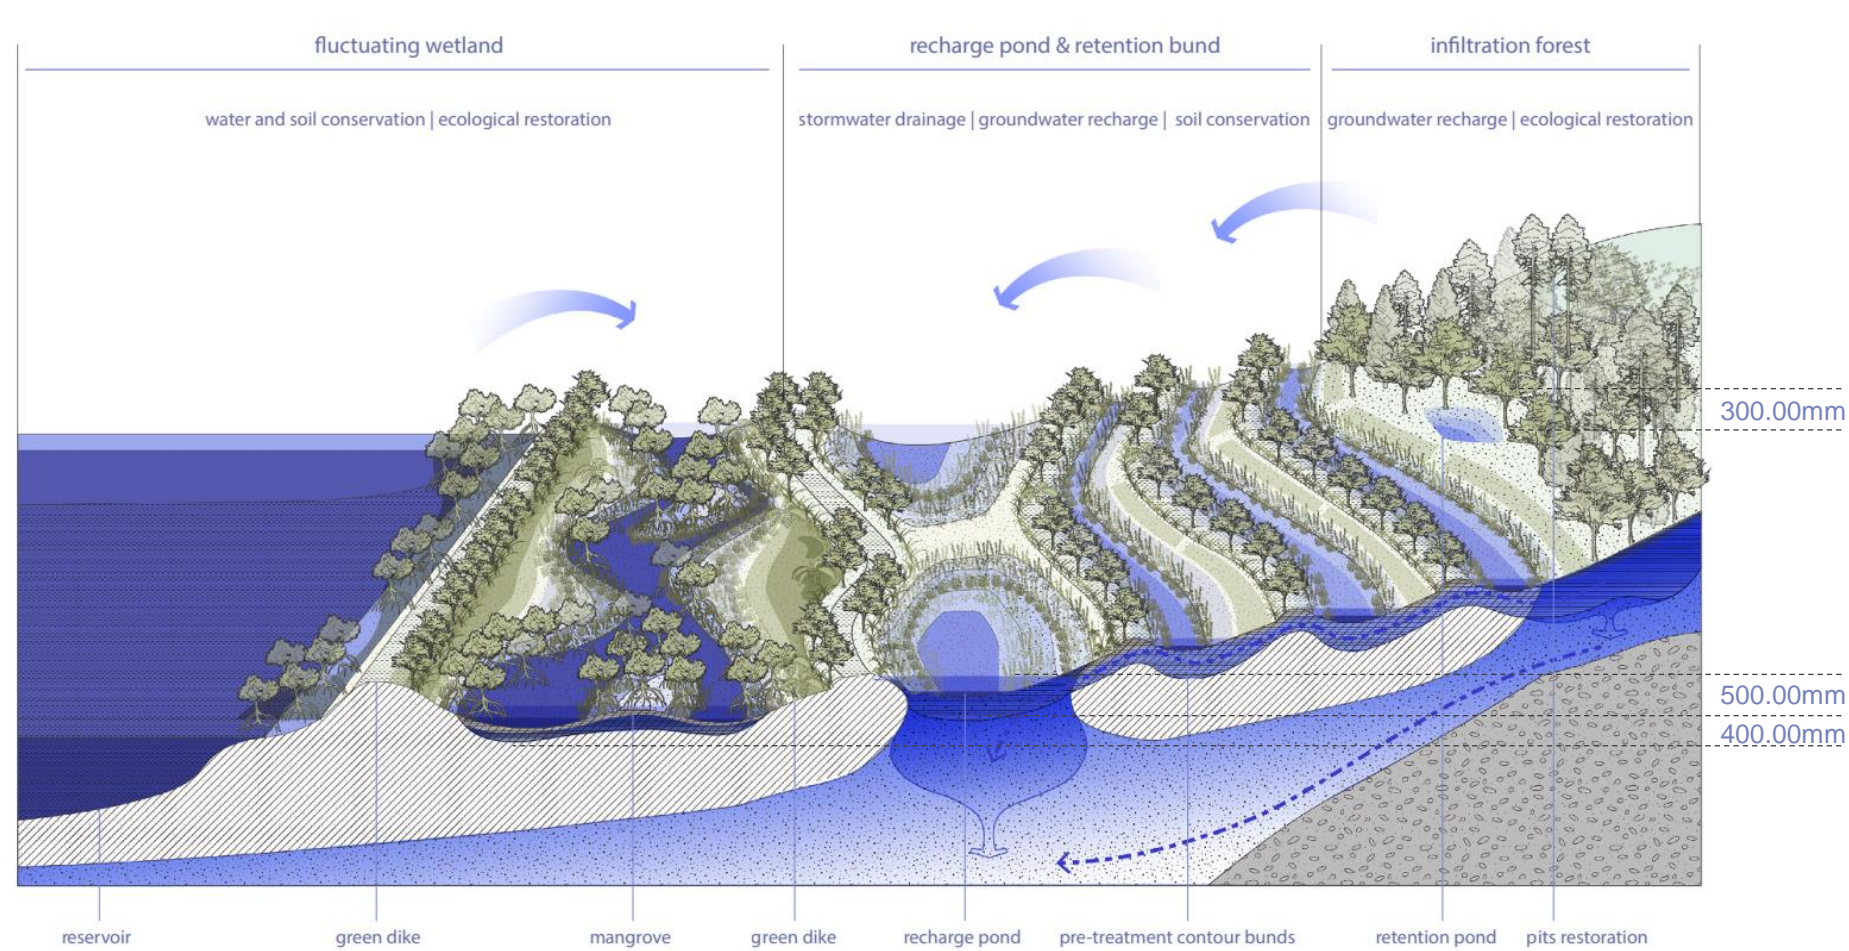 fluctuating wetland
recharge pond & retention bund
infiltration forest
water and soil conservation | ecological restoration
stormwater drainage | groundwater recharge | soil conservation
groundwater recharge | ecological restoration
300.00mm
500.00mm
400.00mm
reservoir
green dike
mangrove
green dike
recharge pond
pre-treatment contour bunds
retention pond
pits restoration